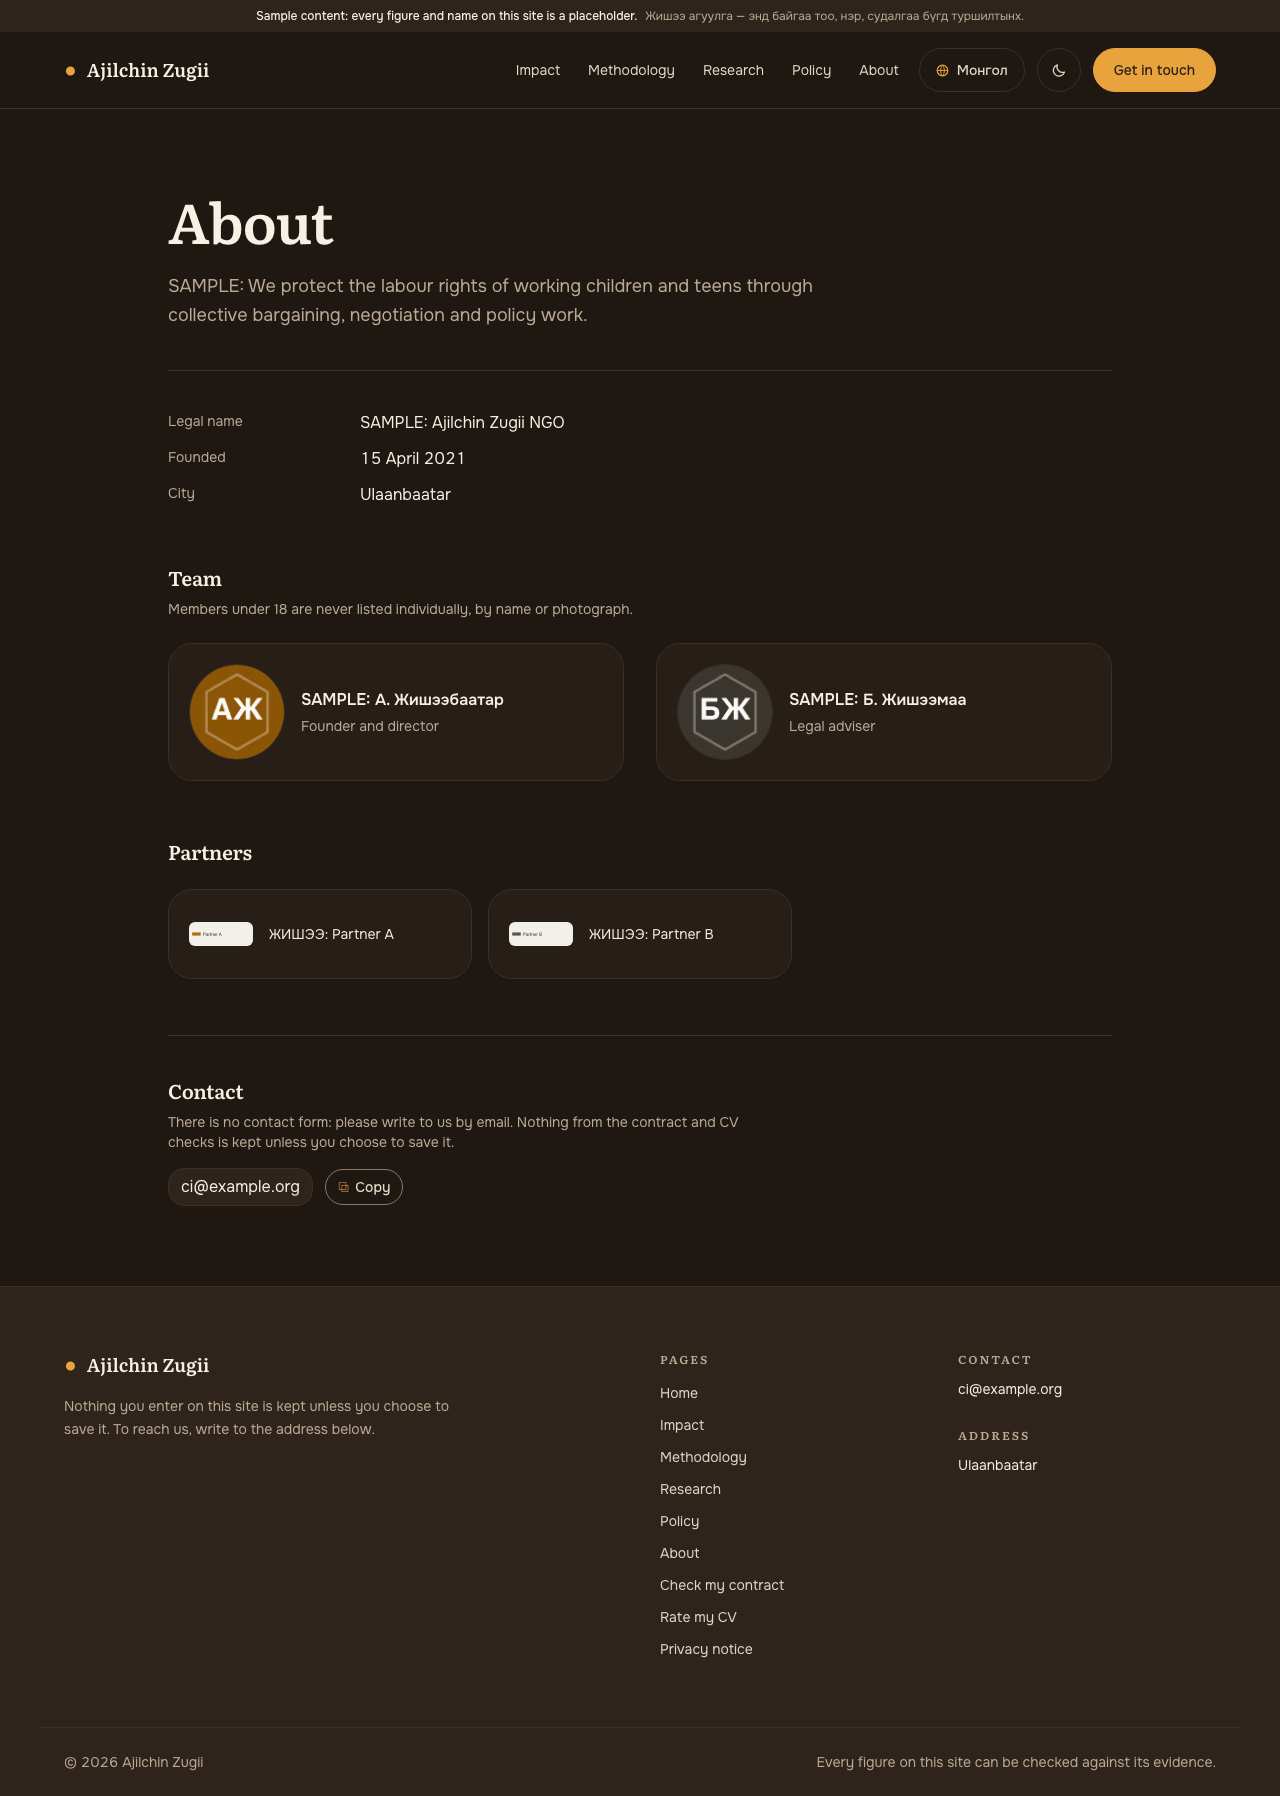 Sample content: every figure and name on this site is a placeholder. Жишээ агуулга — энд байгаа тоо, нэр, судалгаа бүгд туршилтынх.
Ajilchin Zugii
Impact
Methodology
Research
Policy
About
Монгол
Get in touch
About
SAMPLE: We protect the labour rights of working children and teens through
collective bargaining, negotiation and policy work.
Legal name
SAMPLE: Ajilchin Zugii NGO
Founded
15 April 2021
City
Ulaanbaatar
Team
Members under 18 are never listed individually, by name or photograph.
АЖ
SAMPLE: А. Жишээбаатар
Founder and director
БЖ
SAMPLE: Б. Жишээмаа
Legal adviser
Partners
Partner A
ЖИШЭЭ: Partner A
Partner B
ЖИШЭЭ: Partner B
Contact
There is no contact form: please write to us by email. Nothing from the contract and CV
checks is kept unless you choose to save it.
ci@example.org
Copy
Ajilchin Zugii
Nothing you enter on this site is kept unless you choose to
save it. To reach us, write to the address below.
PAGES
Home
Impact
Methodology
Research
Policy
About
Check my contract
Rate my CV
Privacy notice
CONTACT
ci@example.org
ADDRESS
Ulaanbaatar
© 2026 Ajilchin Zugii
Every figure on this site can be checked against its evidence.